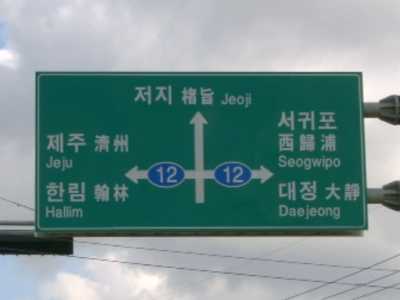 저지 楮旨 Jeoji
제주 濟州
Jeju
한림 翰林
Hallim
12
12
서귀포
西歸浦
Seogwipo
대정 大靜
Daejeong